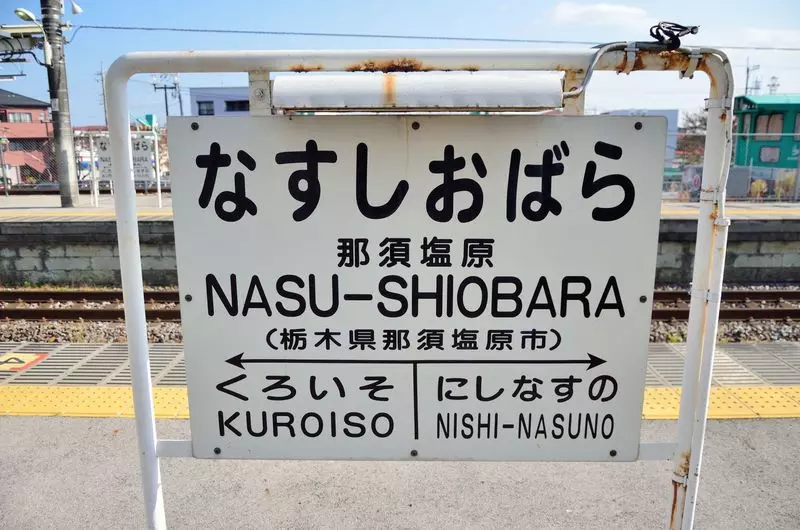 なすしおばら
那須塩原
NASU-SHIOBARA
(栃木県那須塩原市)
くろいそ
にしなすの
KUROISO
NISHI-NASUNO